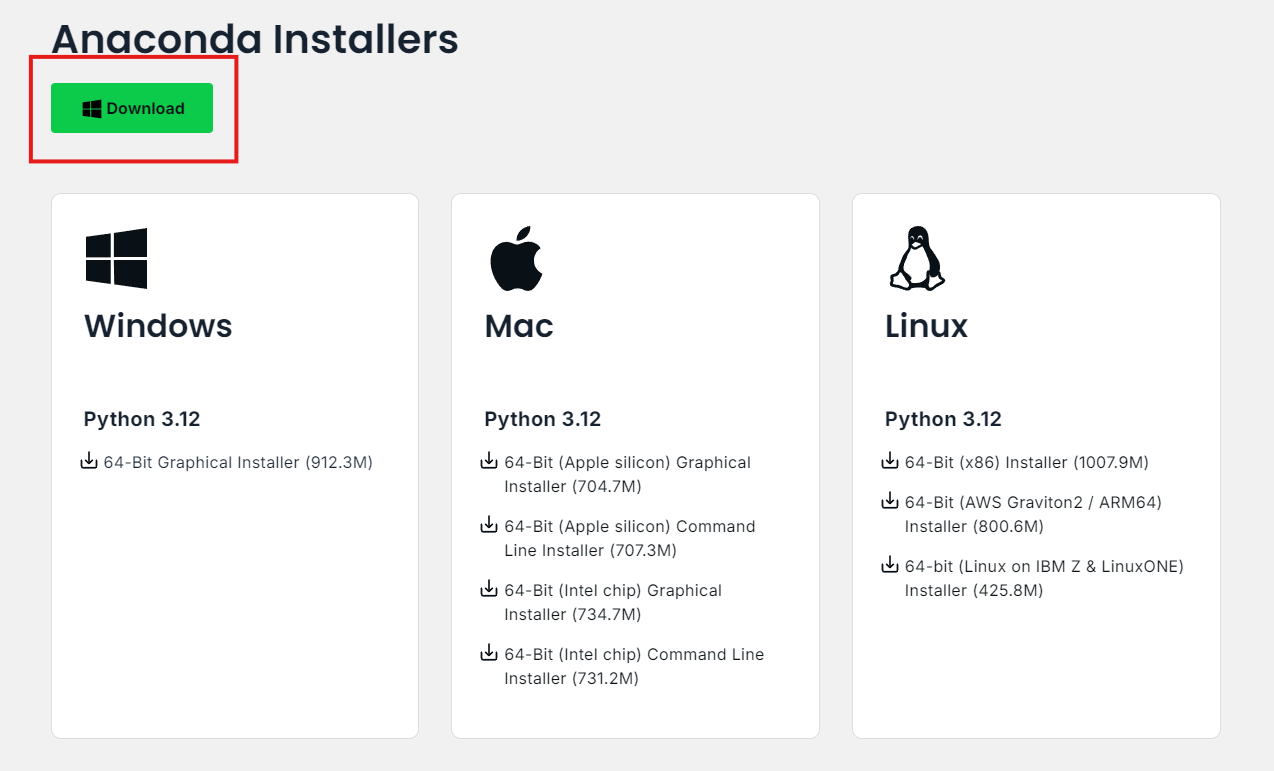 Anaconda Installers
Download
Windows
Python 3.12
64-Bit Graphical Installer (912.3M)
Mac
Python 3.12
64-Bit (Apple silicon) Graphical
Installer (704.7M)
64-Bit (Apple silicon) Command
Line Installer (707.3M)
64-Bit (Intel chip) Graphical
Installer (734.7M)
64-Bit (Intel chip) Command Line
Installer (731.2M)
Linux
Python 3.12
64-Bit (x86) Installer (1007.9M)
64-Bit (AWS Graviton2 / ARM64)
Installer (800.6M)
64-bit (Linux on IBM Z & LinuxONE)
Installer (425.8M)